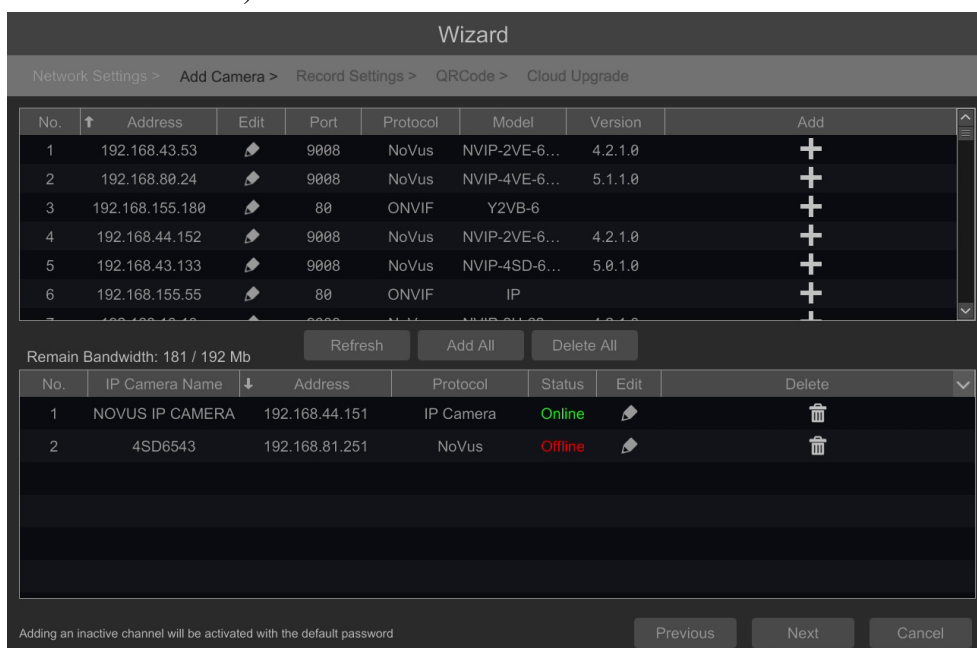 Wizard
Network Settings > Add Camera > Record Settings > QRCode > Cloud Upgrade
No. Address Edit Port Protocol Model Version Add
1 192.168.43.53 9008 NoVus NVIP-2VE-6... 4.2.1.0
2 192.168.80.24 9008 NoVus NVIP-4VE-6... 5.1.1.0
3 192.168.155.180 80 ONVIF Y2VB-6
4 192.168.44.152 9008 NoVus NVIP-2VE-6... 4.2.1.0
5 192.168.43.133 9008 NoVus NVIP-4SD-6... 5.0.1.0
6 192.168.155.55 80 ONVIF IP
Remain Bandwidth: 181 / 192 Mb Refresh Add All Delete All
No. IP Camera Name Address Protocol Status Edit Delete
1 NOVUS IP CAMERA 192.168.44.151 IP Camera Online
2 4SD6543 192.168.81.251 NoVus Offline
Adding an inactive channel will be activated with the default password Previous Next Cancel